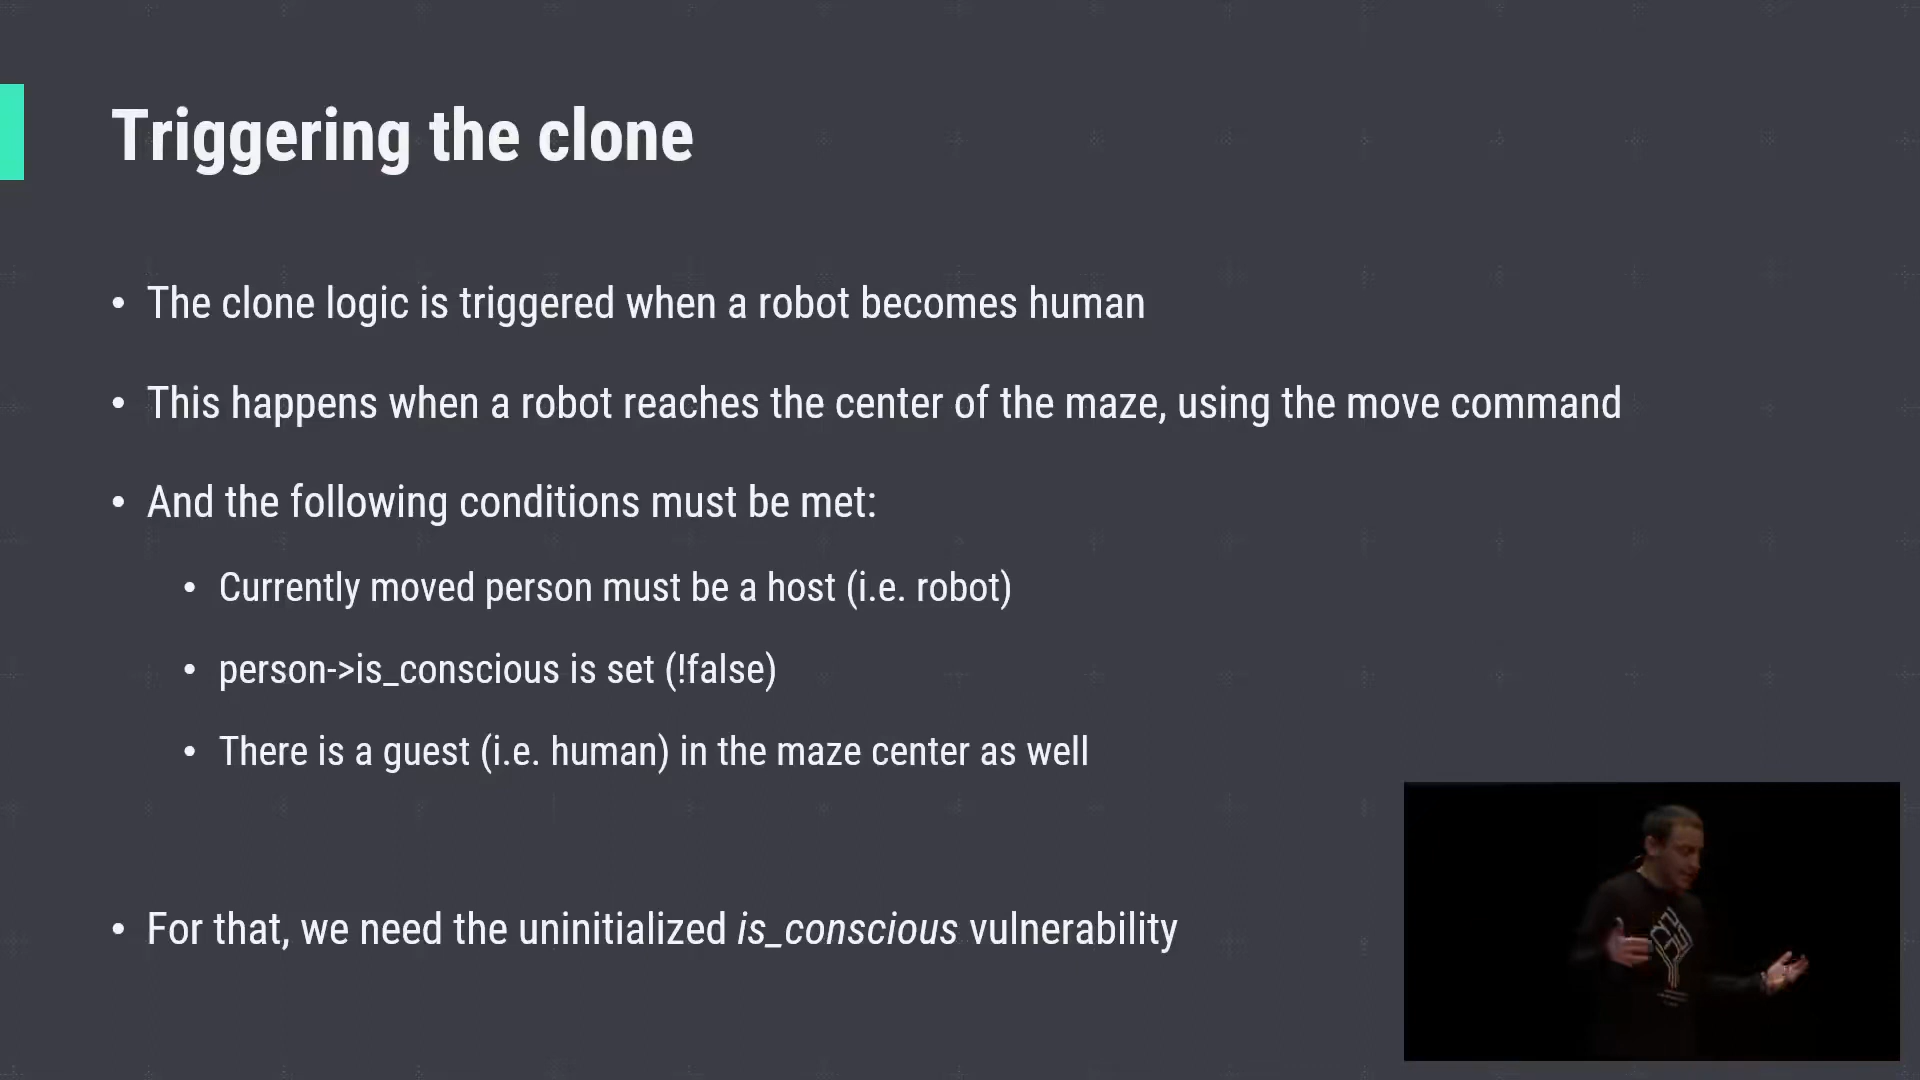 Triggering the clone
• The clone logic is triggered when a robot becomes human
• This happens when a robot reaches the center of the maze, using the move command
• And the following conditions must be met:
• Currently moved person must be a host (i.e. robot)
• person->is_conscious is set (!false)
• There is a guest (i.e. human) in the maze center as well
• For that, we need the uninitialized is_conscious vulnerability